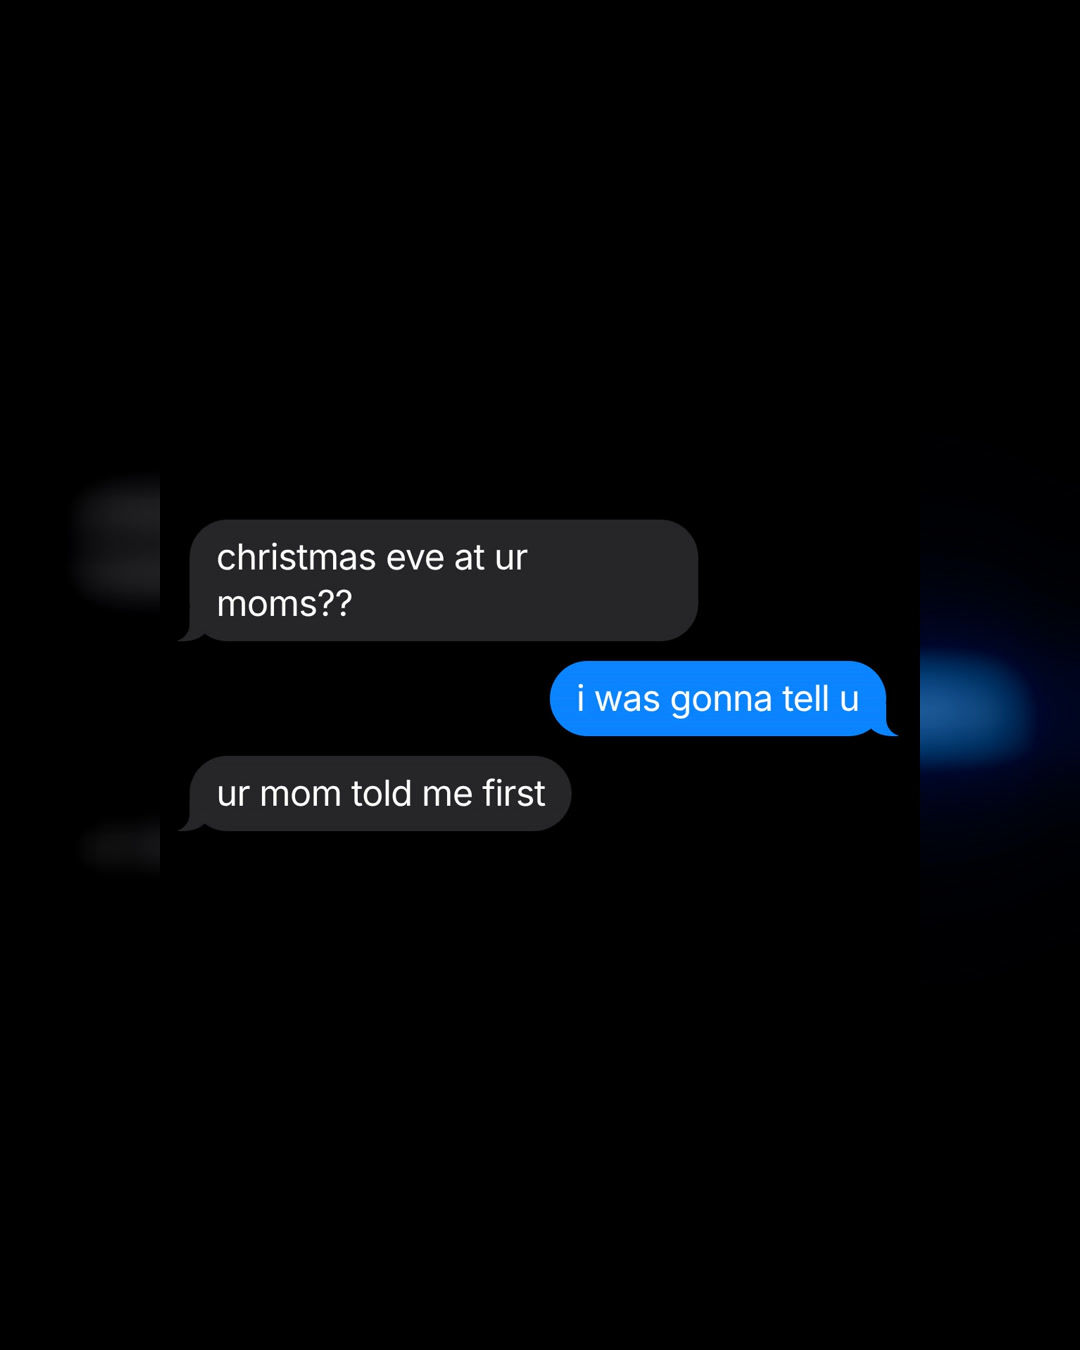 christmas eve at ur
moms??
i was gonna tell u
ur mom told me first